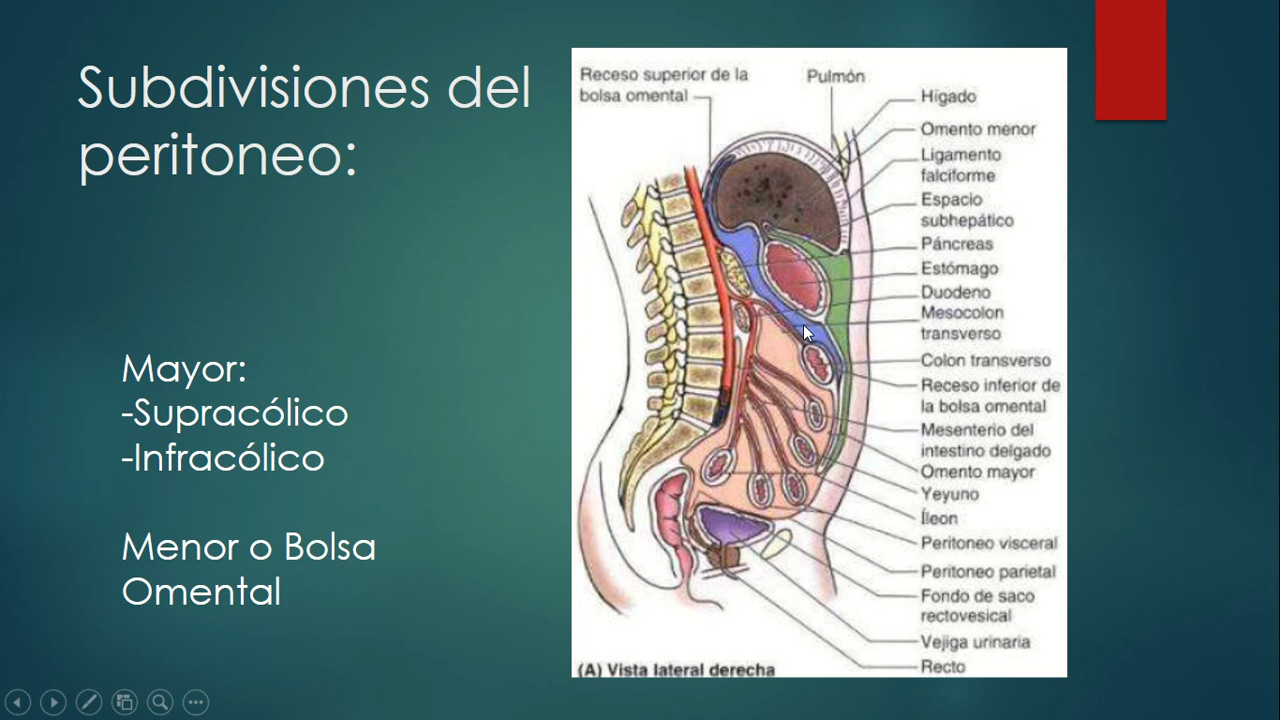 Subdivisiones del
peritoneo:
Mayor:
-Supracólico
-Infracólico
Menor o Bolsa
Omental
Receso superior de la
bolsa omental
Pulmón
Hígado
Omento menor
Ligamento
falciforme
Espacio
subhepático
Páncreas
Estómago
Duodeno
Mesocolon
transverso
Colon transverso
Receso inferior de
la bolsa omental
Mesenterio del
intestino delgado
Omento mayor
Yeyuno
Íleon
Peritoneo visceral
Peritoneo parietal
Fondo de saco
rectovesical
Vejiga urinaria
Recto
(A) Vista lateral derecha